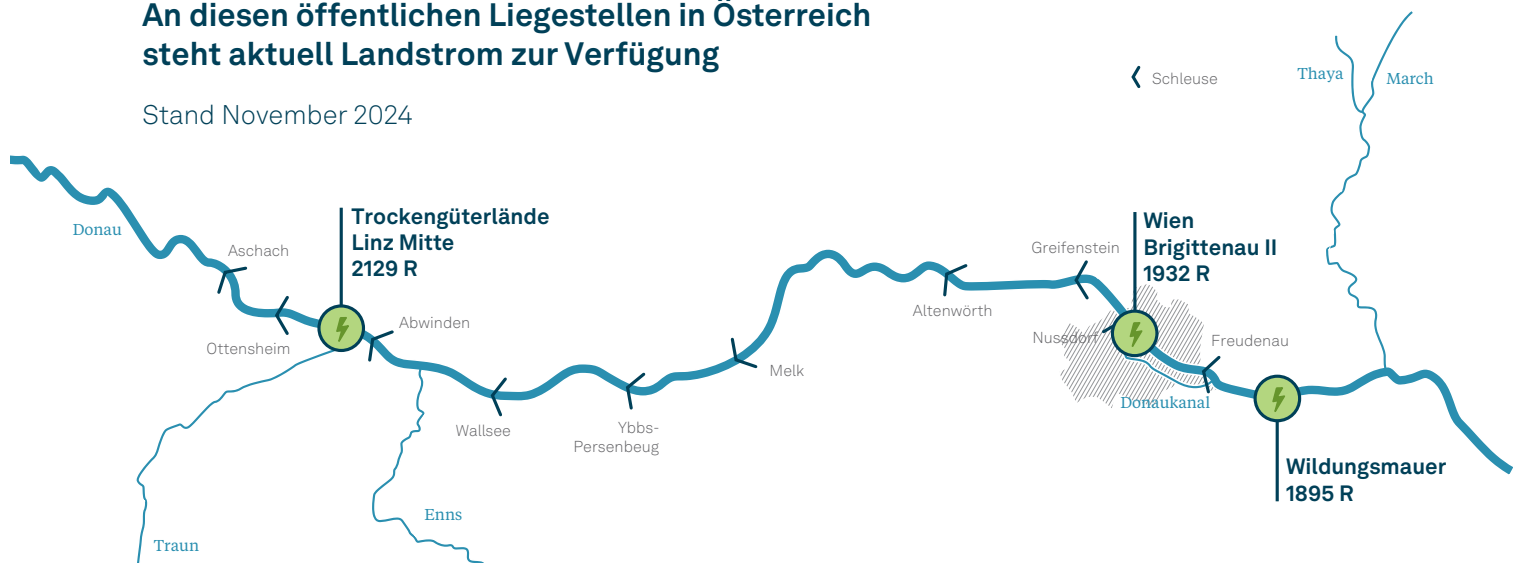 An diesen öffentlichen Liegestellen in Österreich
steht aktuell Landstrom zur Verfügung
Stand November 2024
Schleuse
Thaya
March
Donau
Aschach
Trockengüterlände
Linz Mitte
2129 R
Ottensheim
Abwinden
Traun
Enns
Wallsee
Ybbs-
Persenbeug
Melk
Altenwörth
Greifenstein
Wien
Brigittenau II
1932 R
Nussdorf
Freudenau
Donaukanal
Wildungsmauer
1895 R